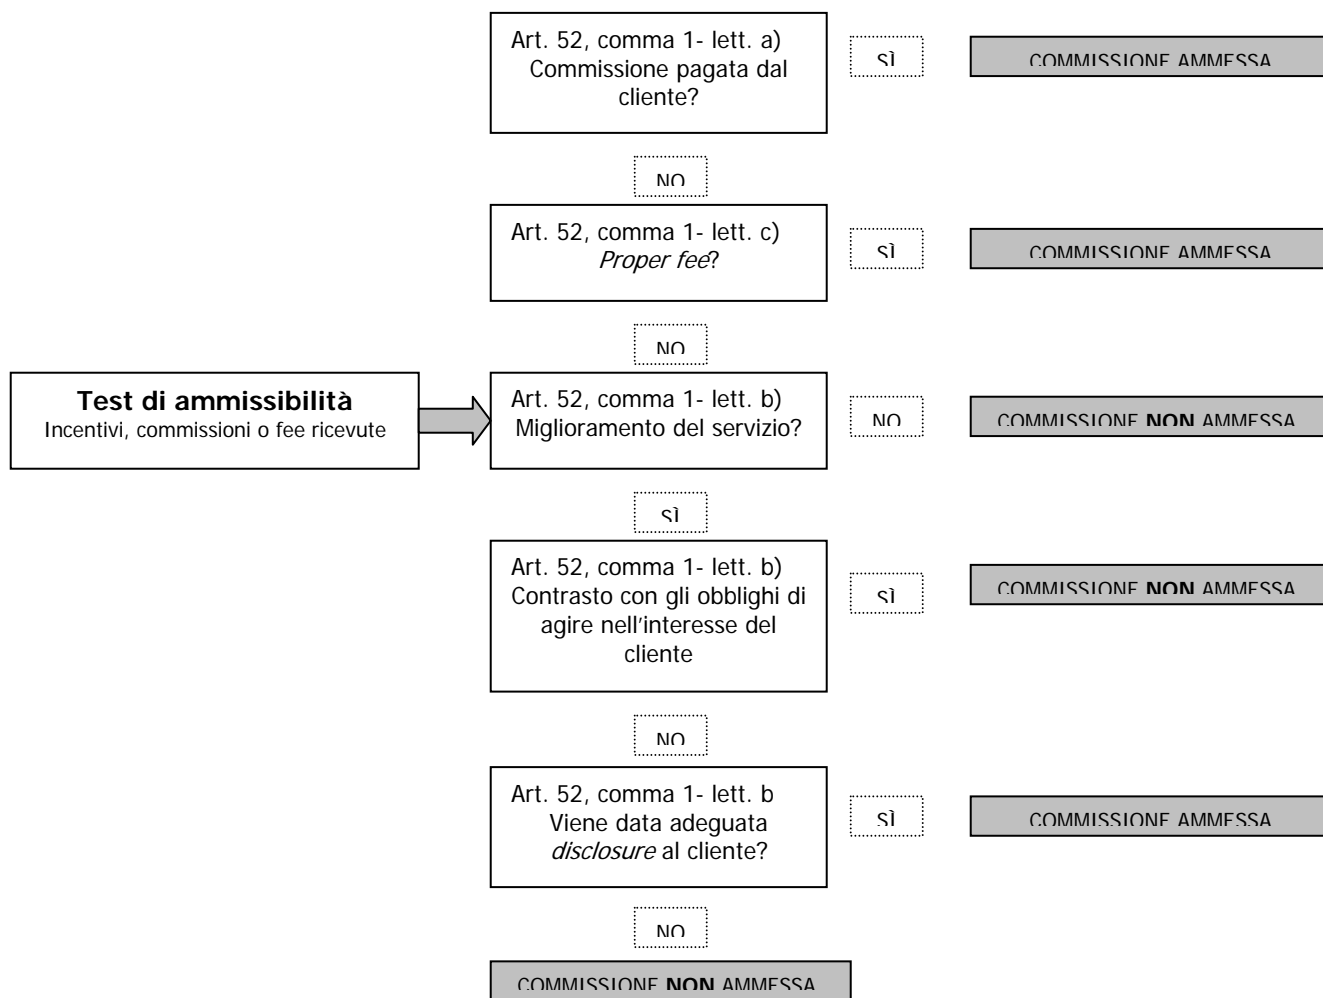 Art. 52, comma 1- lett. a)
Commissione pagata dal
cliente?
SÌ
COMMISSIONE AMMESSA
NO
Art. 52, comma 1- lett. c)
Proper fee?
SÌ
COMMISSIONE AMMESSA
NO
Test di ammissibilità
Incentivi, commissioni o fee ricevute
Art. 52, comma 1- lett. b)
Miglioramento del servizio?
NO
COMMISSIONE NON AMMESSA
SÌ
Art. 52, comma 1- lett. b)
Contrasto con gli obblighi di
agire nell'interesse del
cliente
SÌ
COMMISSIONE NON AMMESSA
NO
Art. 52, comma 1- lett. b
Viene data adeguata
disclosure al cliente?
SÌ
COMMISSIONE AMMESSA
NO
COMMISSIONE NON AMMESSA